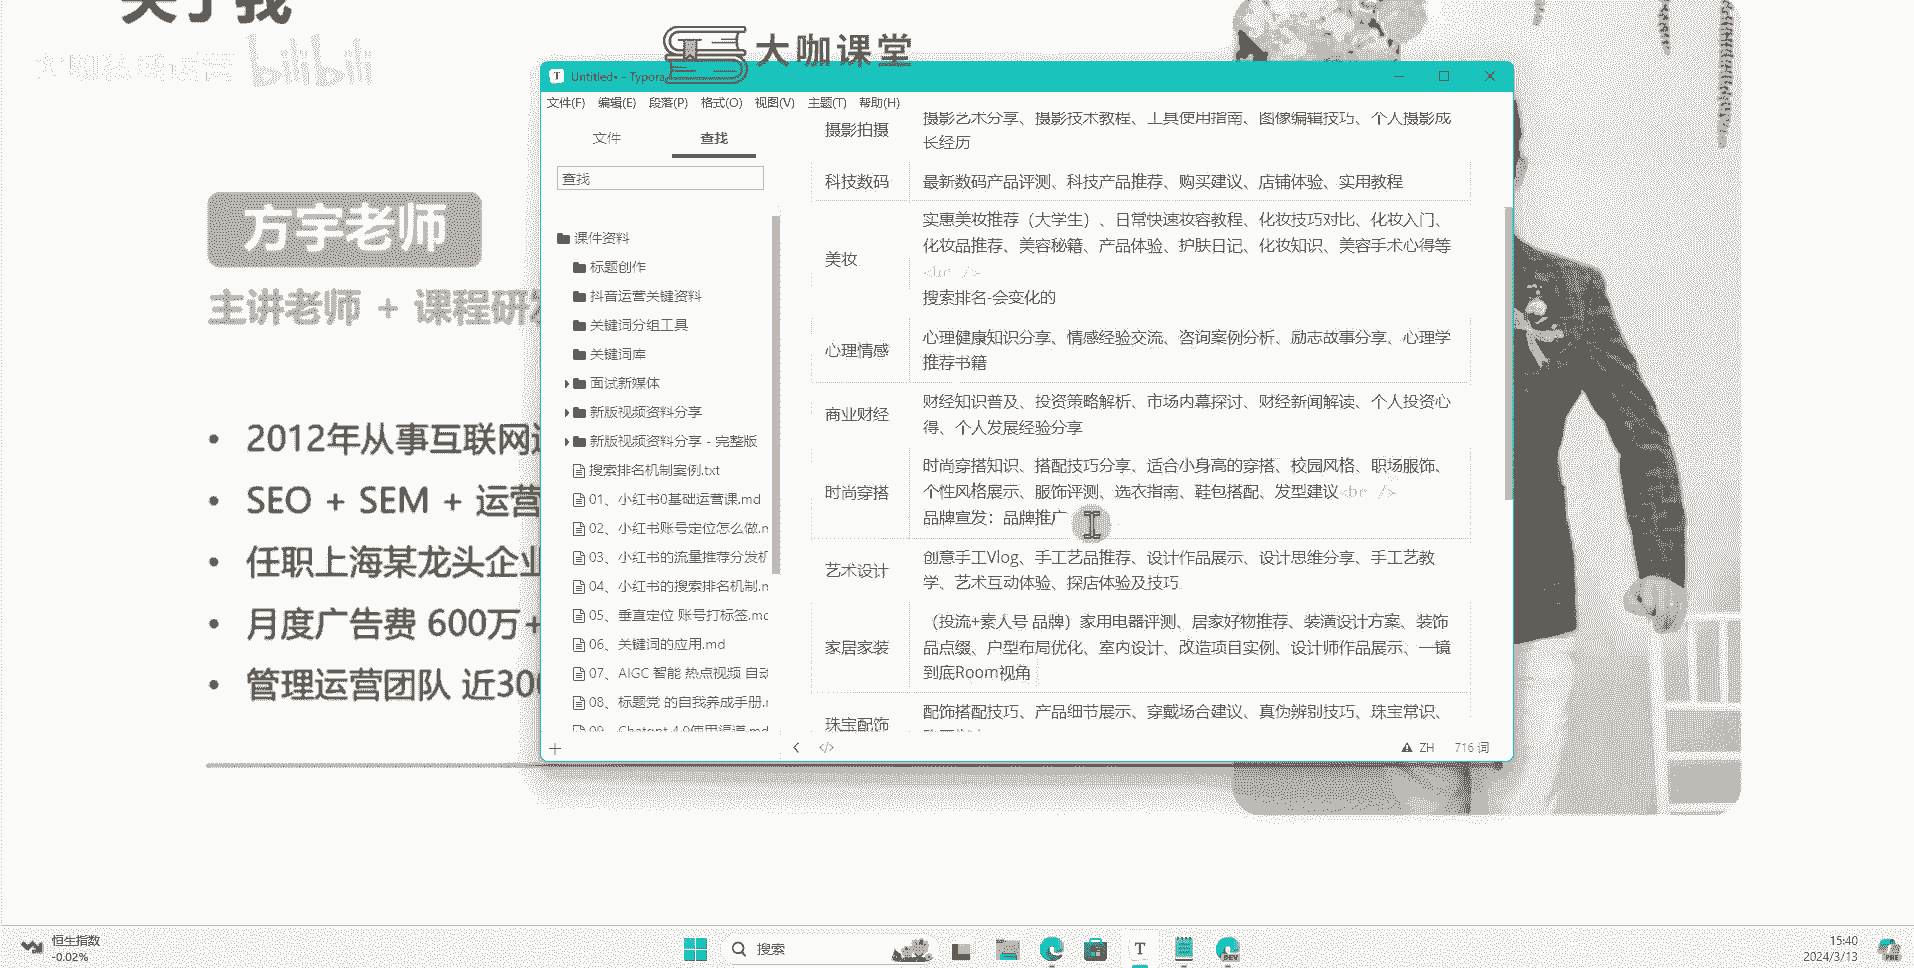 关于我
bilibili
大咖课堂
方宇老师
主讲老师 + 课程研发
2012年从事互联网运
SEO + SEM + 运营
任职上海某龙头企业
月度广告费 600万+
管理运营团队 近300
Untitled• - Typora
文件(F) 编辑(E) 段落(P) 格式(O) 视图(V) 主题(T) 帮助(H)
文件 查找
查找
课件资料
标题创作
抖音运营关键资料
关键词分组工具
关键词库
面试新媒体
新版视频资料分享
新版视频资料分享 - 完整版
搜索排名机制案例.txt
01、小红书0基础运营课.md
02、小红书账号定位怎么做.m
03、小红书的流量推荐分发机
04、小红书的搜索排名机制.m
05、垂直定位 账号打标签.md
06、关键词的应用.md
07、AIGC 智能 热点视频 自动
08、标题党 的自我养成手册.m
09、Chatgpt 4.0使用渠道.md
摄影拍摄
摄影艺术分享、摄影技术教程、工具使用指南、图像编辑技巧、个人摄影成
长经历
科技数码
最新数码产品评测、科技产品推荐、购买建议、店铺体验、实用教程
美妆
实惠美妆推荐（大学生）、日常快速妆容教程、化妆技巧对比、化妆入门、
化妆品推荐、美容秘籍、产品体验、护肤日记、化妆知识、美容手术心得等
<br />
搜索排名-会变化的
心理情感
心理健康知识分享、情感经验交流、咨询案例分析、励志故事分享、心理学
推荐书籍
商业财经
财经知识普及、投资策略解析、市场内幕探讨、财经新闻解读、个人投资心
得、个人发展经验分享
时尚穿搭
时尚穿搭知识、搭配技巧分享、适合小身高的穿搭、校园风格、职场服饰、
个性风格展示、服饰评测、选衣指南、鞋包搭配、发型建议<br />
品牌宣发：品牌推广
艺术设计
创意手工Vlog、手工艺品推荐、设计作品展示、设计思维分享、手工艺教
学、艺术互动体验、探店体验及技巧
家居家装
（投流+素人号 品牌）家用电器评测、居家好物推荐、装潢设计方案、装饰
品点缀、户型布局优化、室内设计、改造项目实例、设计师作品展示、一镜
到底Room视角
珠宝配饰
配饰搭配技巧、产品细节展示、穿戴场合建议、真伪辨别技巧、珠宝常识、
ZH 716 词
恒生指数
-0.02%
搜索
15:40
2024/3/13